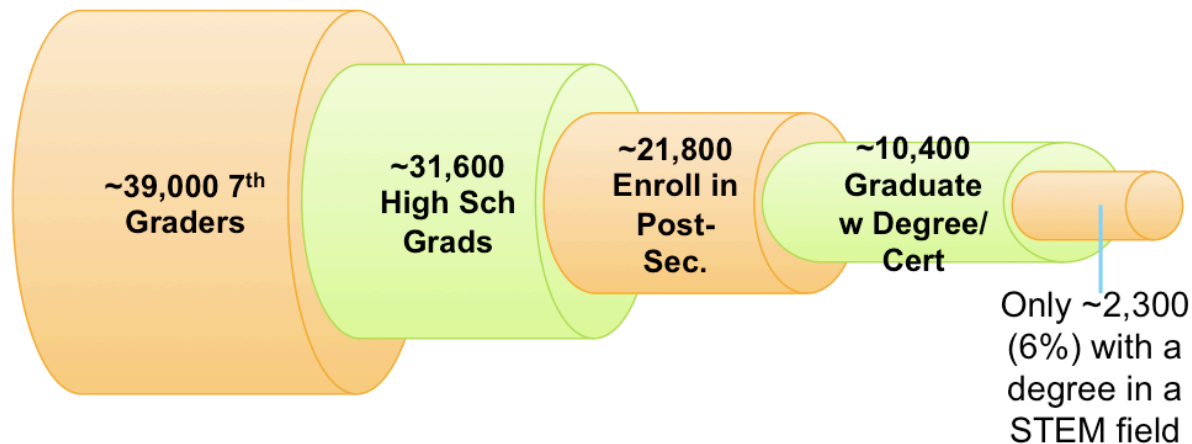 ~39,000 7th
Graders
~31,600
High Sch
Grads
~21,800
Enroll in
Post-
Sec.
~10,400
Graduate
w Degree/
Cert
Only ~2,300
(6%) with a
degree in a
STEM field